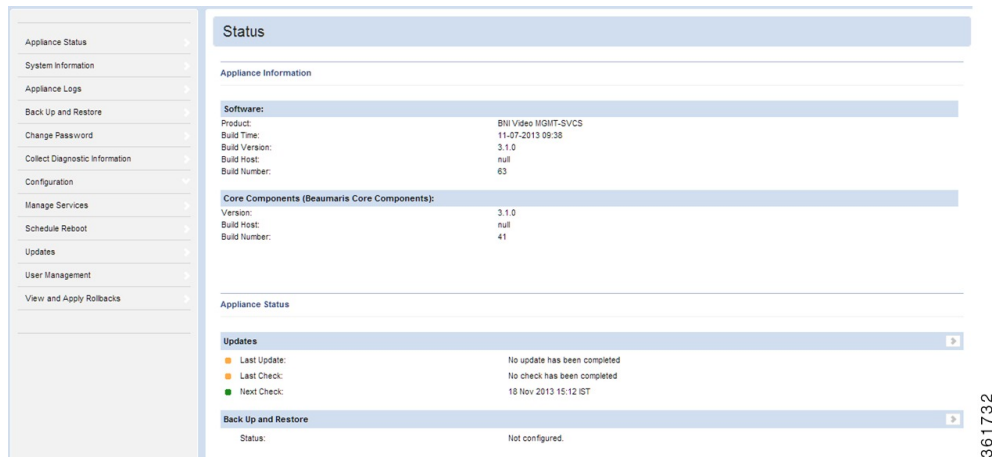 Appliance Status
System Information
Appliance Logs
Back Up and Restore
Change Password
Collect Diagnostic Information
Configuration
Manage Services
Schedule Reboot
Updates
User Management
View and Apply Rollbacks
Status
Appliance Information
Software:
Product: BNI Video MGMT-SVCS
Build Time: 11-07-2013 09:38
Build Version: 3.1.0
Build Host: null
Build Number: 63
Core Components (Beaumaris Core Components):
Version: 3.1.0
Build Host: null
Build Number: 41
Appliance Status
Updates
Last Update: No update has been completed
Last Check: No check has been completed
Next Check: 18 Nov 2013 15:12 IST
Back Up and Restore
Status: Not configured.
361732